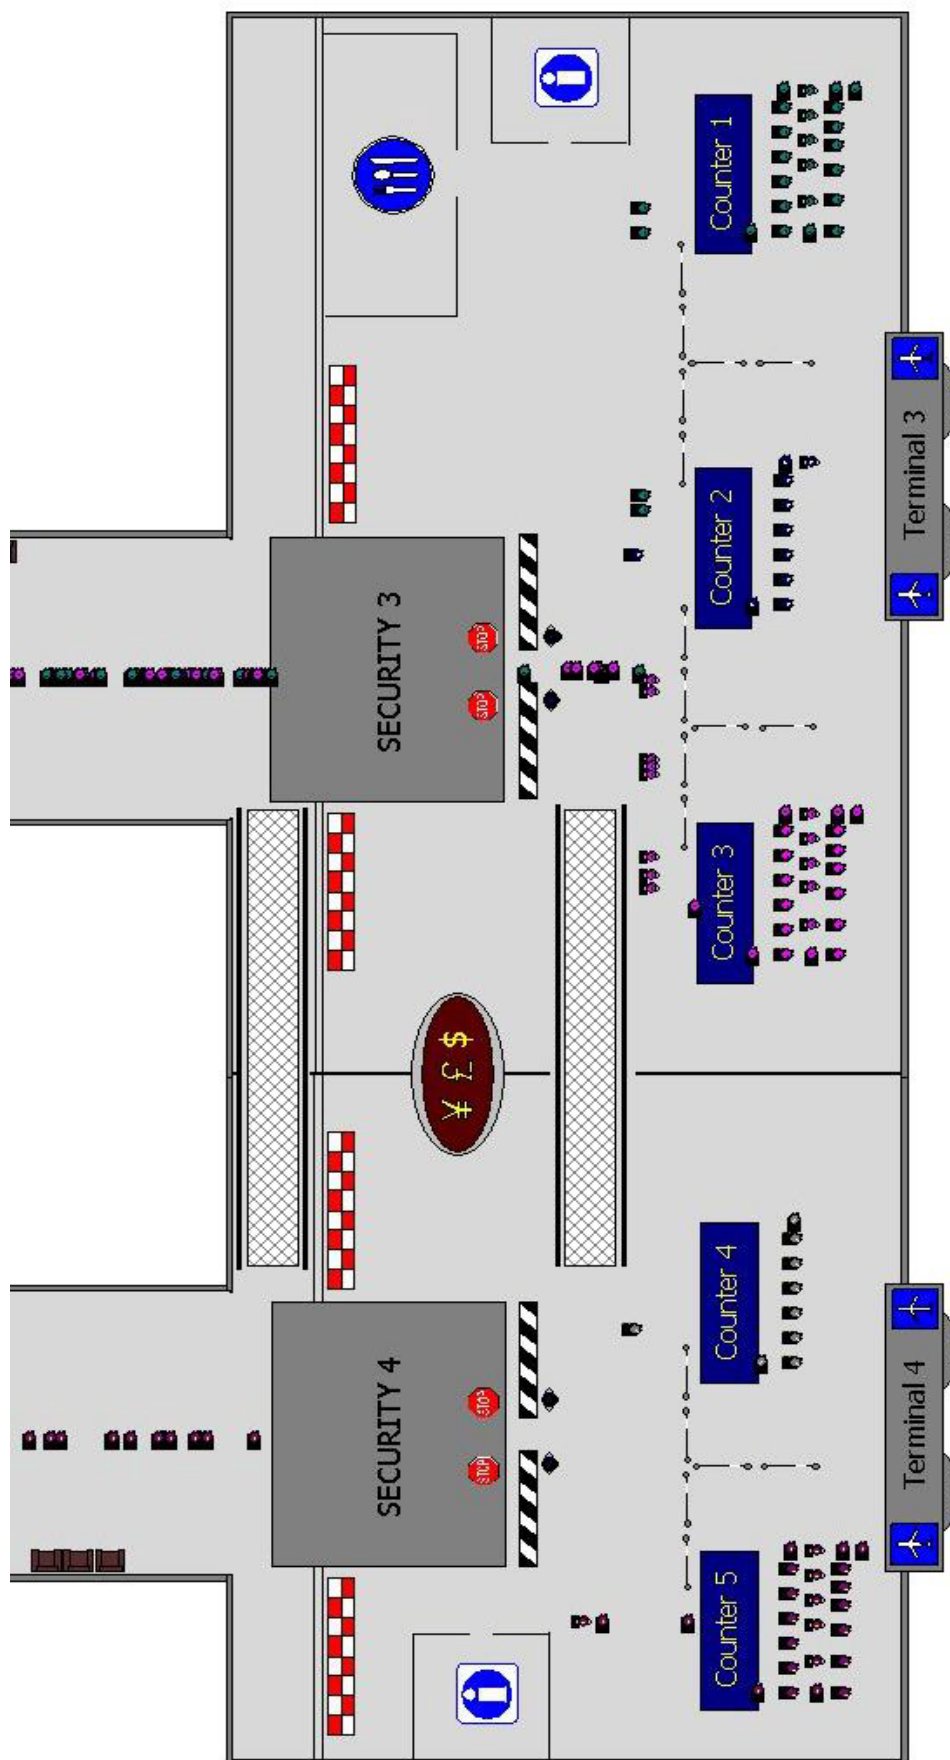 Counter 1
Terminal 3
Counter 2
SECURITY 3
STOP
STOP
Counter 3
¥ £ $
Counter 4
Terminal 4
SECURITY 4
STOP
STOP
Counter 5